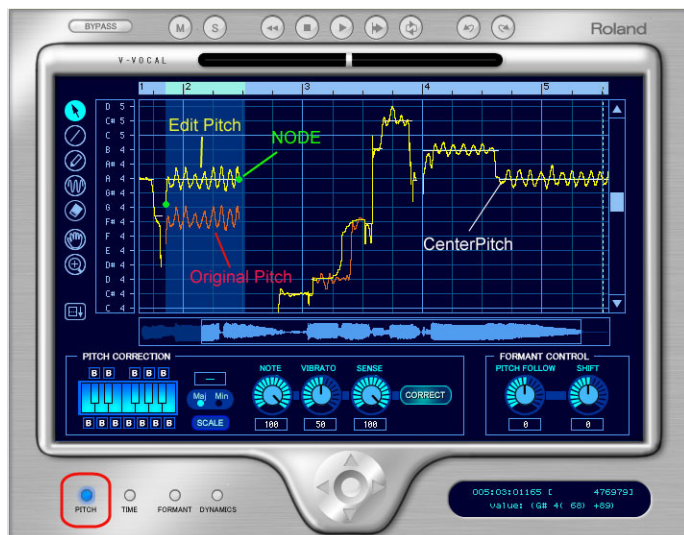 BYPASS M S Roland
V-VOCAL
1 2 3 4 5
D 5
C# 5
C 5
B 4
A# 4
A 4
G# 4
G 4
F# 4
F 4
E 4
D# 4
D 4
C# 4
C 4
Edit Pitch
NODE
CenterPitch
Original Pitch
PITCH CORRECTION
B B B B B
B B B B B B B
—
Maj Min
SCALE
NOTE VIBRATO SENSE
CORRECT
100 50 100
FORMANT CONTROL
PITCH FOLLOW SHIFT
0 0
PITCH TIME FORMANT DYNAMICS
005:03:01165 [ 476979]
value: (G# 4( 68) +89)